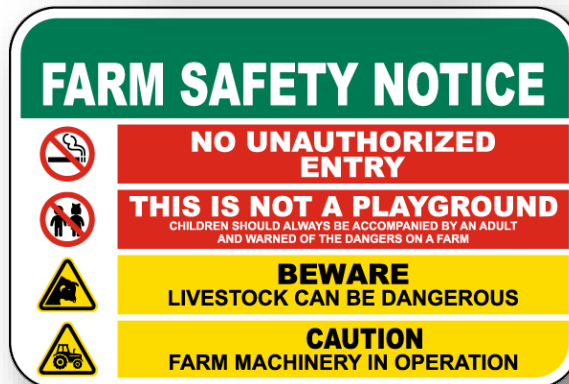 FARM SAFETY NOTICE
NO UNAUTHORIZED
ENTRY
THIS IS NOT A PLAYGROUND
CHILDREN SHOULD ALWAYS BE ACCOMPANIED BY AN ADULT
AND WARNED OF THE DANGERS ON A FARM
BEWARE
LIVESTOCK CAN BE DANGEROUS
CAUTION
FARM MACHINERY IN OPERATION